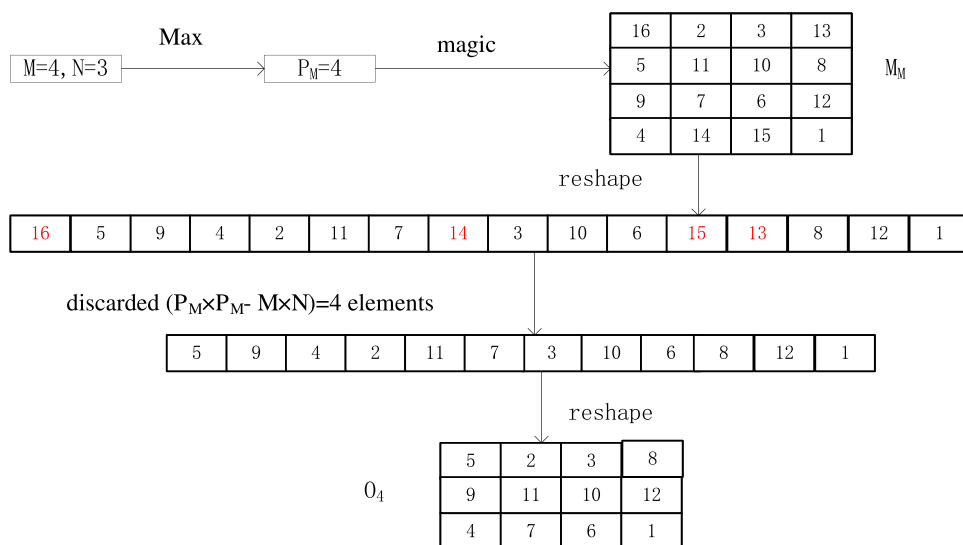 Max
M=4, N=3
P_M=4
magic
16 2 3 13
5 11 10 8
9 7 6 12
4 14 15 1
M_M
reshape
16 5 9 4 2 11 7 14 3 10 6 15 13 8 12 1
discarded (P_M×P_M- M×N)=4 elements
5 9 4 2 11 7 3 10 6 8 12 1
reshape
O_4
5 2 3 8
9 11 10 12
4 7 6 1